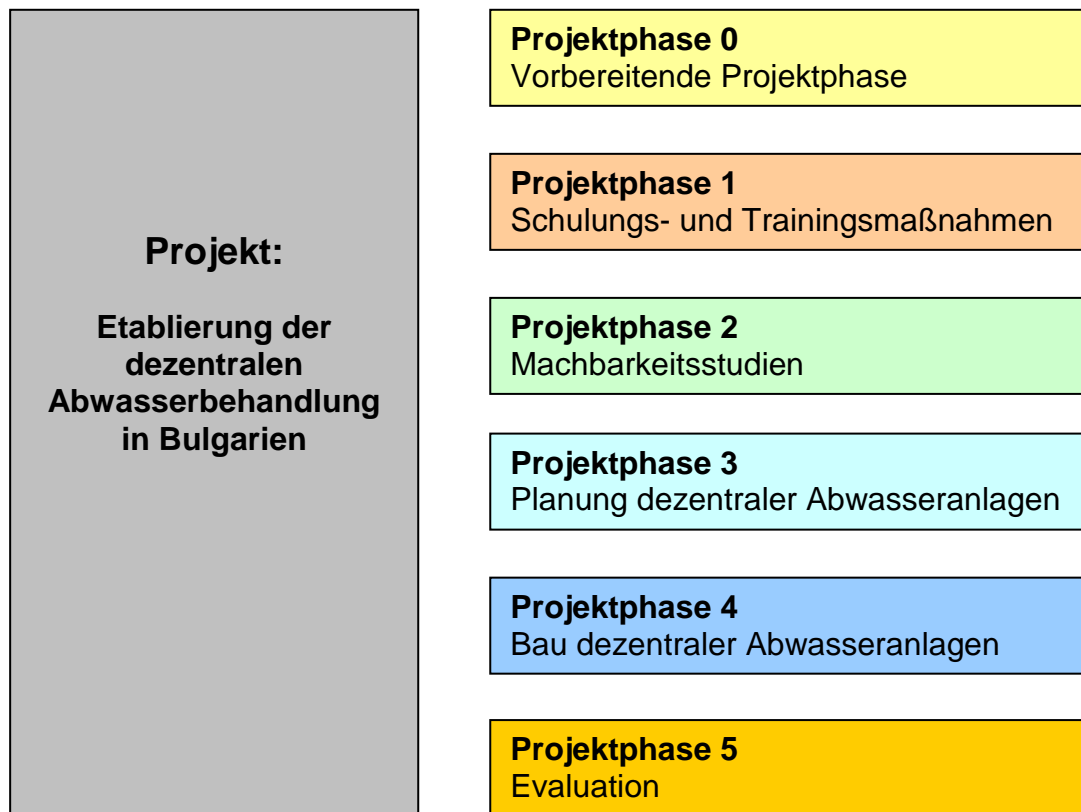 Projekt:
Etablierung der
dezentralen
Abwasserbehandlung
in Bulgarien
Projektphase 0
Vorbereitende Projektphase
Projektphase 1
Schulungs- und Trainingsmaßnahmen
Projektphase 2
Machbarkeitsstudien
Projektphase 3
Planung dezentraler Abwasseranlagen
Projektphase 4
Bau dezentraler Abwasseranlagen
Projektphase 5
Evaluation